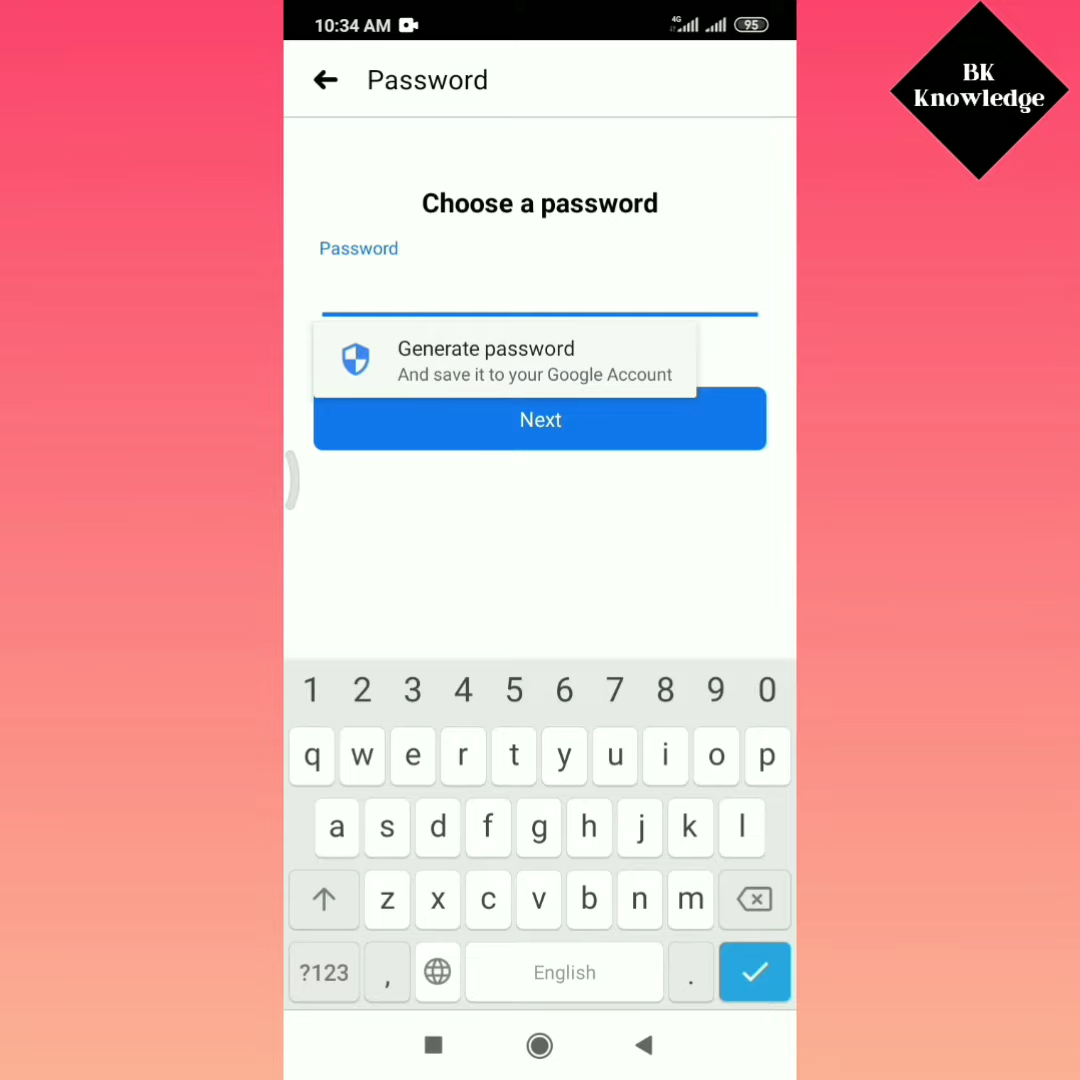 10:34 AM
4G
95
BK
Knowledge
Password
Choose a password
Password
Generate password
And save it to your Google Account
Next
1 2 3 4 5 6 7 8 9 0
q w e r t y u i o p
a s d f g h j k l
z x c v b n m
?123 , English .